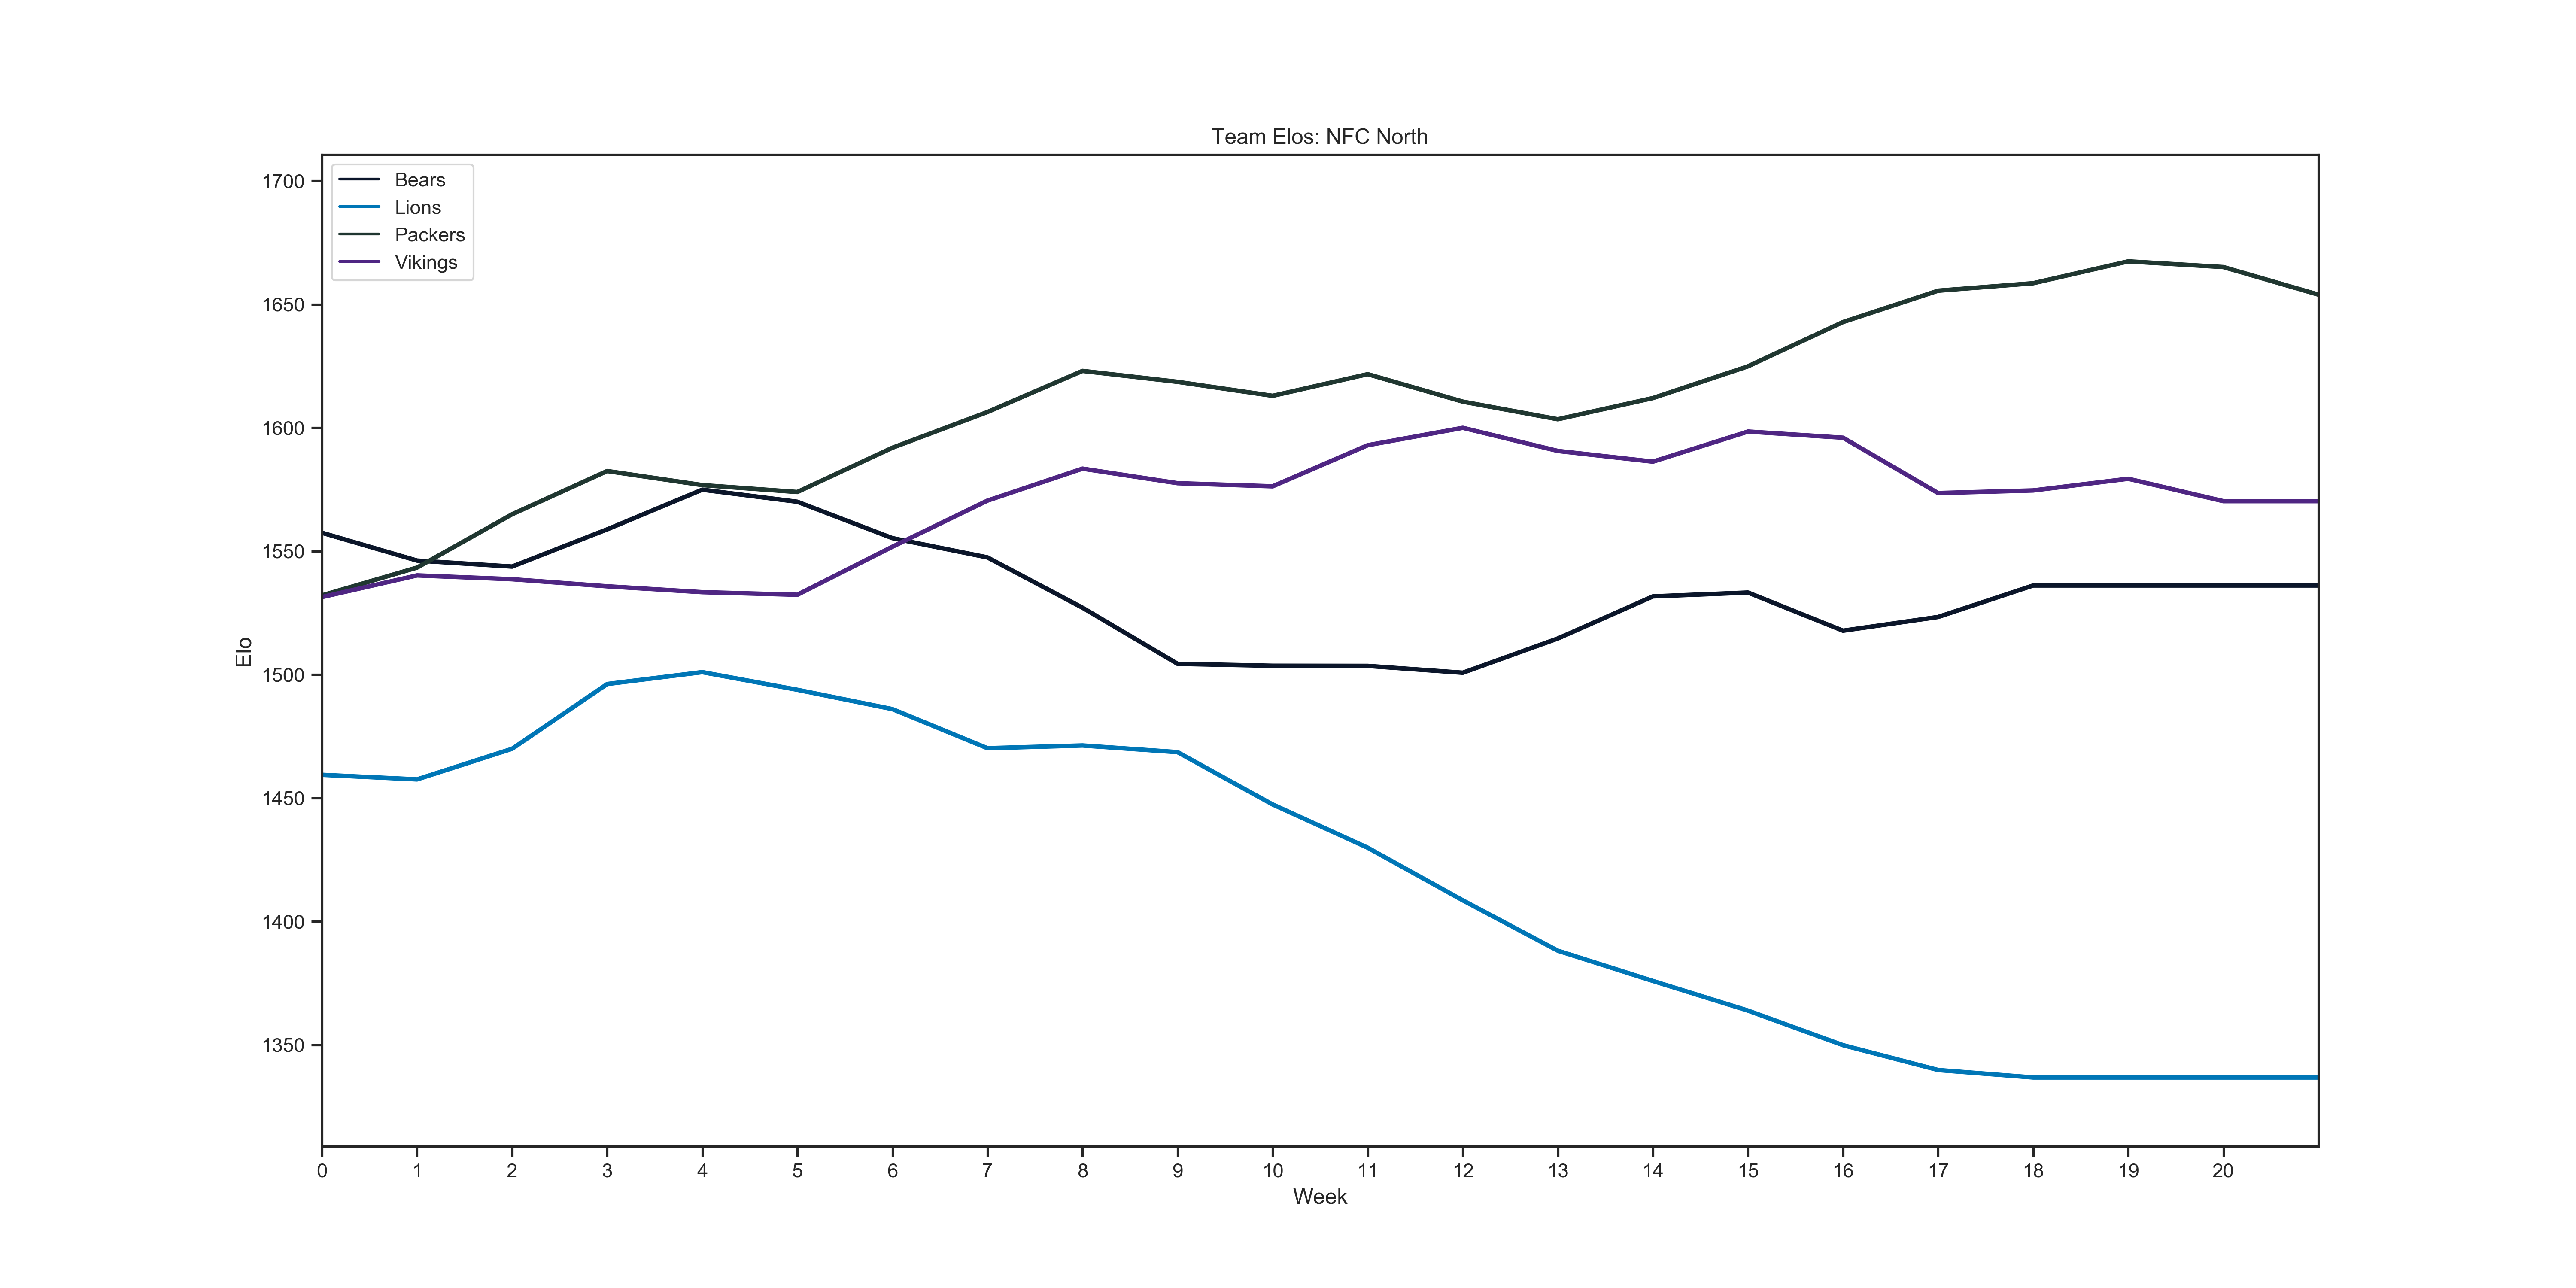 Team Elos: NFC North
Bears
Lions
Packers
Vikings
1700
1650
1600
1550
1500
1450
1400
1350
Elo
0 1 2 3 4 5 6 7 8 9 10 11 12 13 14 15 16 17 18 19 20
Week